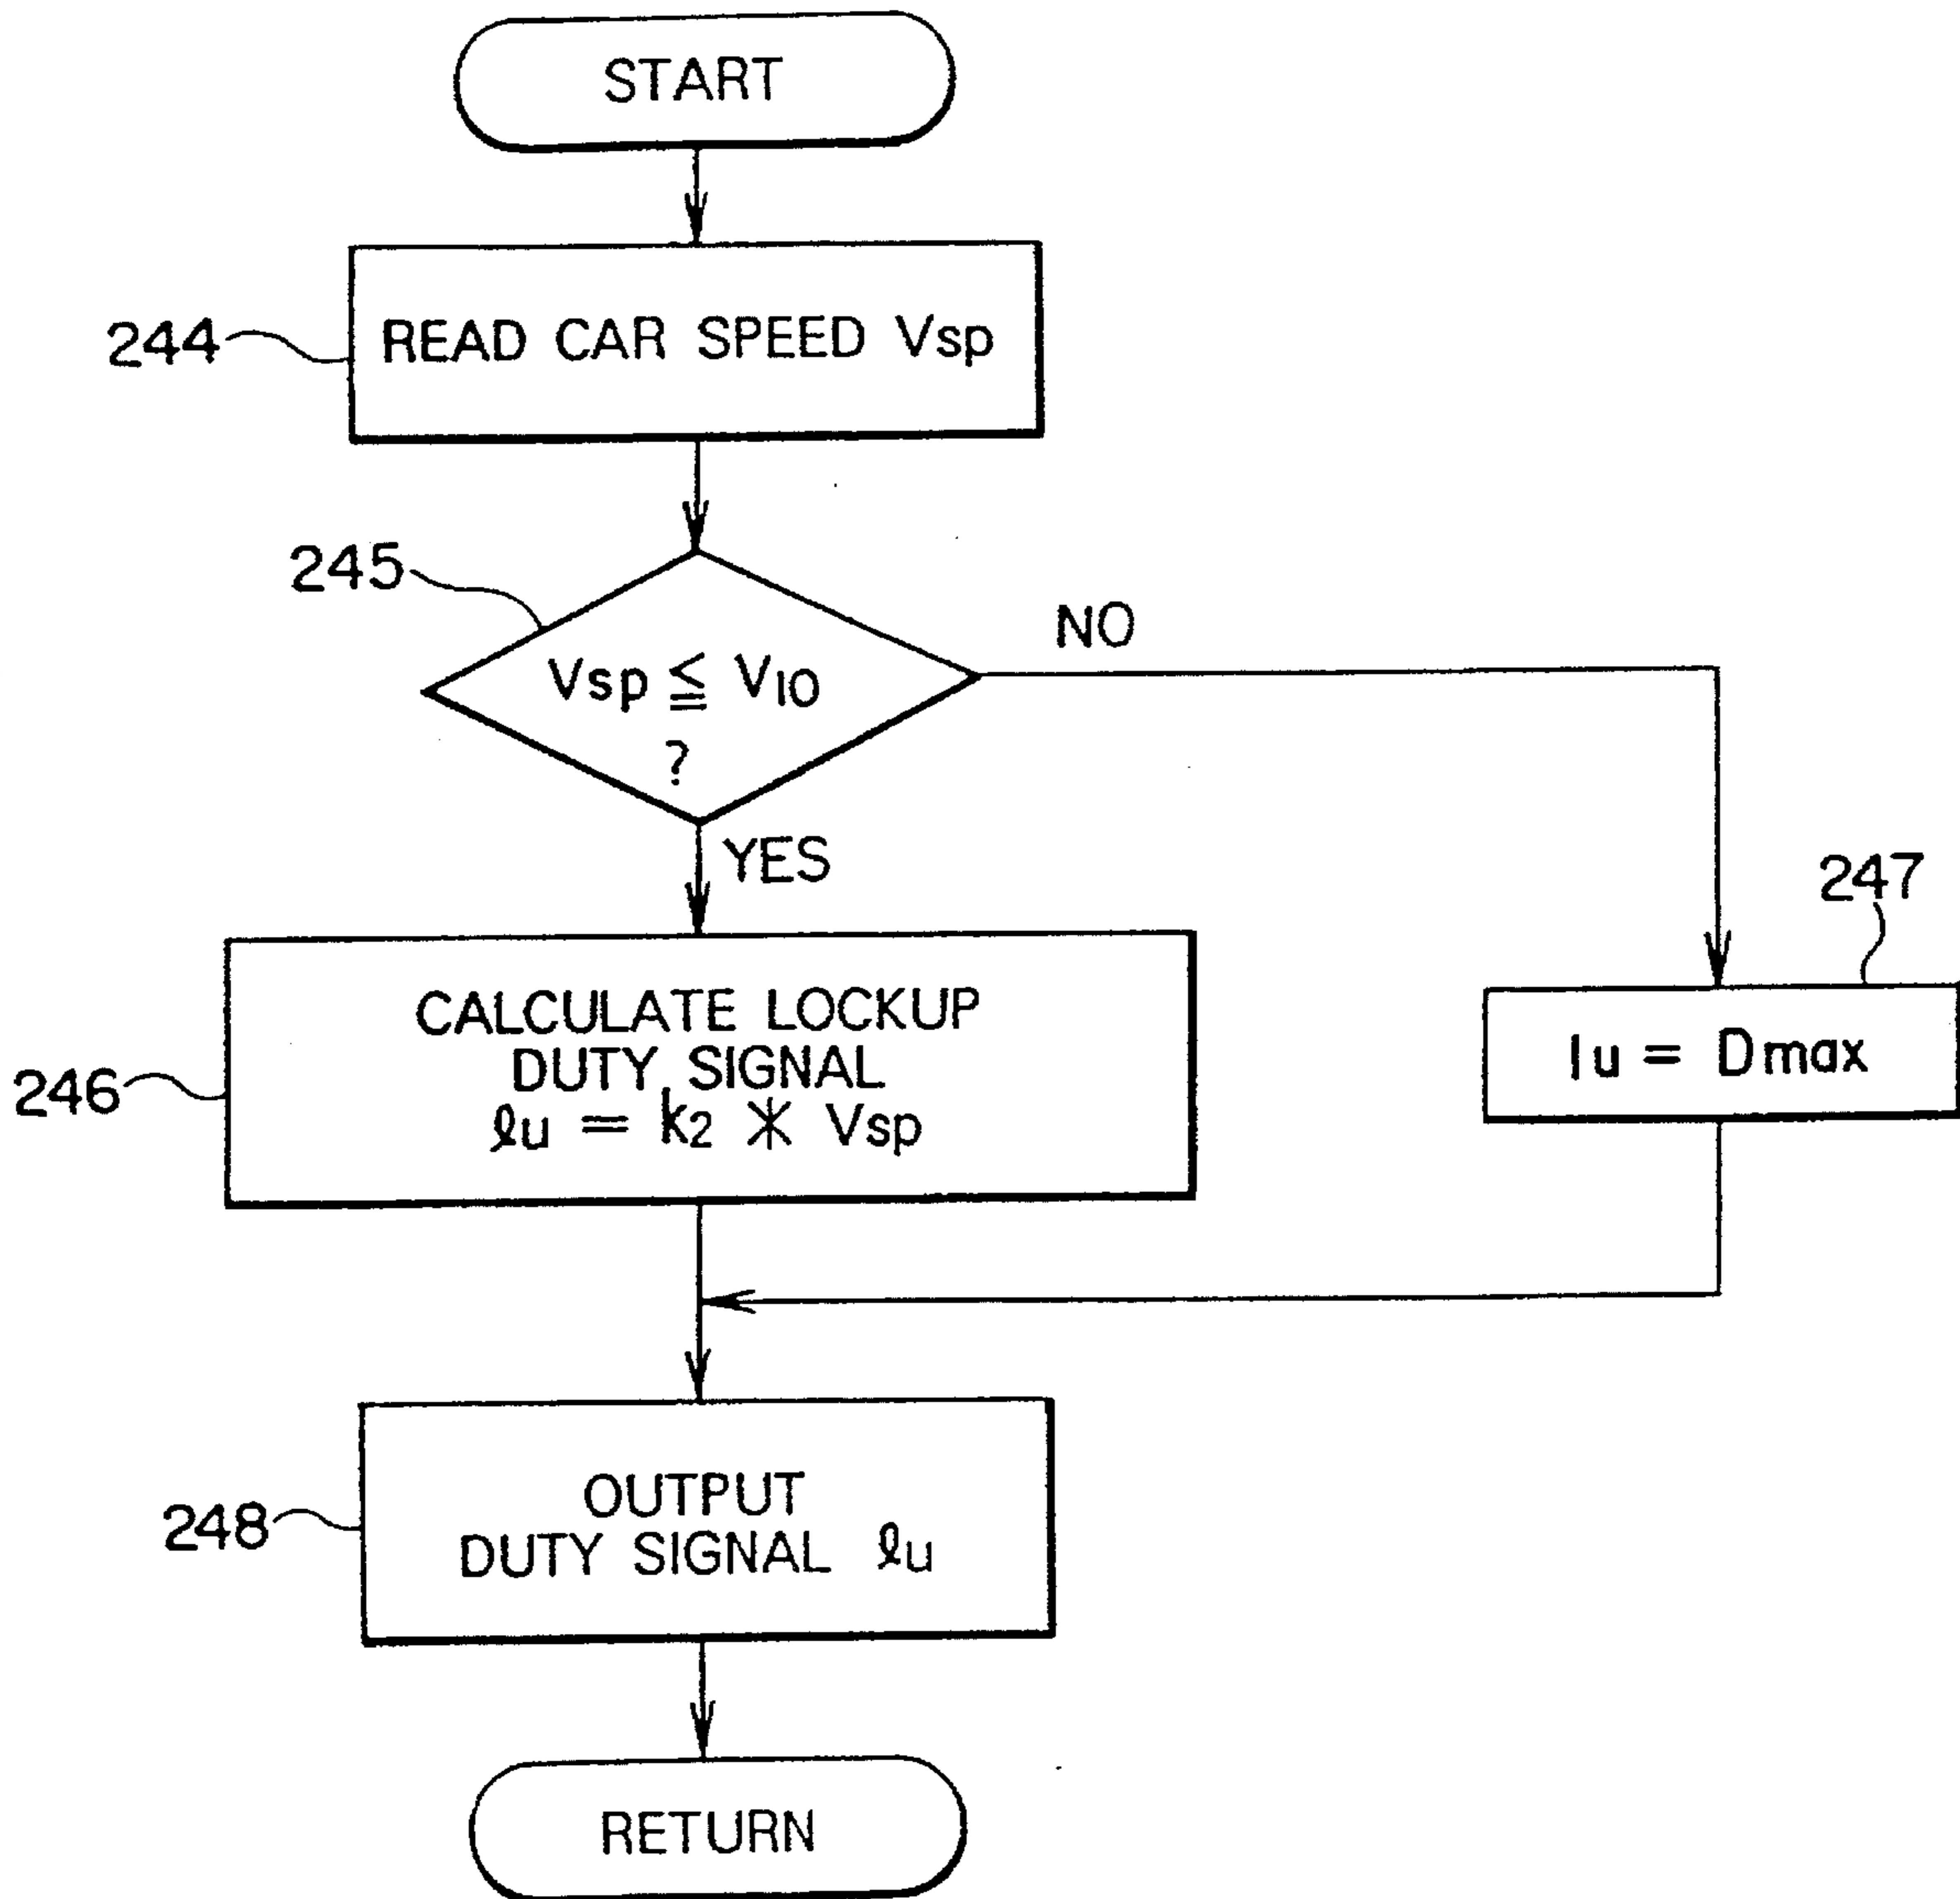 START
244
READ CAR SPEED Vsp
245
Vsp ≦ V10
?
NO
YES
247
246
CALCULATE LOCKUP
DUTY SIGNAL
ℓu = k2 * Vsp
lu = Dmax
248
OUTPUT
DUTY SIGNAL ℓu
RETURN